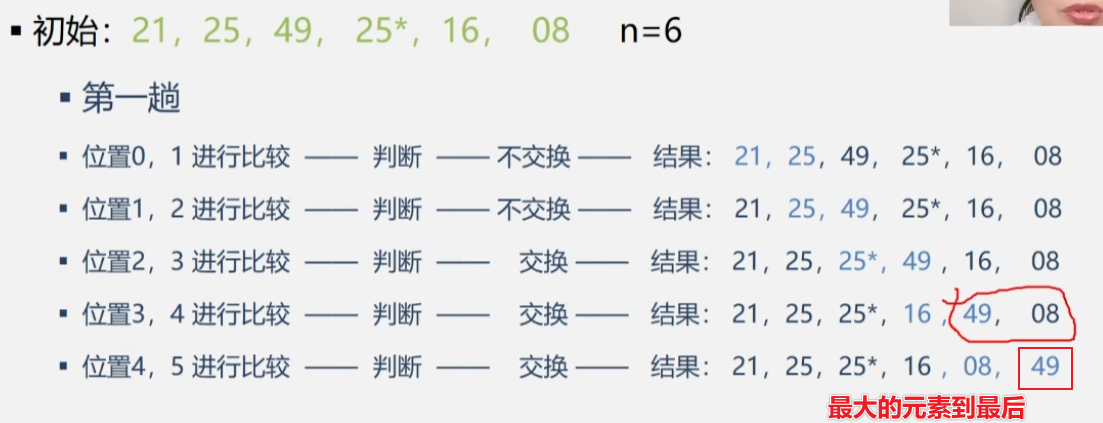 ▪ 初始：21，25，49， 25*，16， 08 n=6
▪ 第一趟
▪ 位置0，1 进行比较 —— 判断 —— 不交换 —— 结果：21，25，49， 25*，16， 08
▪ 位置1，2 进行比较 —— 判断 —— 不交换 —— 结果：21，25，49， 25*，16， 08
▪ 位置2，3 进行比较 —— 判断 —— 交换 —— 结果：21，25，25*，49 ，16， 08
▪ 位置3，4 进行比较 —— 判断 —— 交换 —— 结果：21，25，25*，16 ，49， 08
▪ 位置4，5 进行比较 —— 判断 —— 交换 —— 结果：21，25，25*，16 ，08， 49
最大的元素到最后